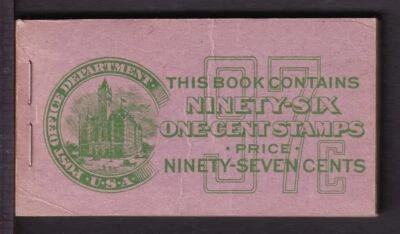 POST OFFICE DEPARTMENT
· U · S · A ·
97¢
THIS BOOK CONTAINS
NINETY-SIX
ONE-CENT STAMPS
· PRICE ·
NINETY-SEVEN CENTS